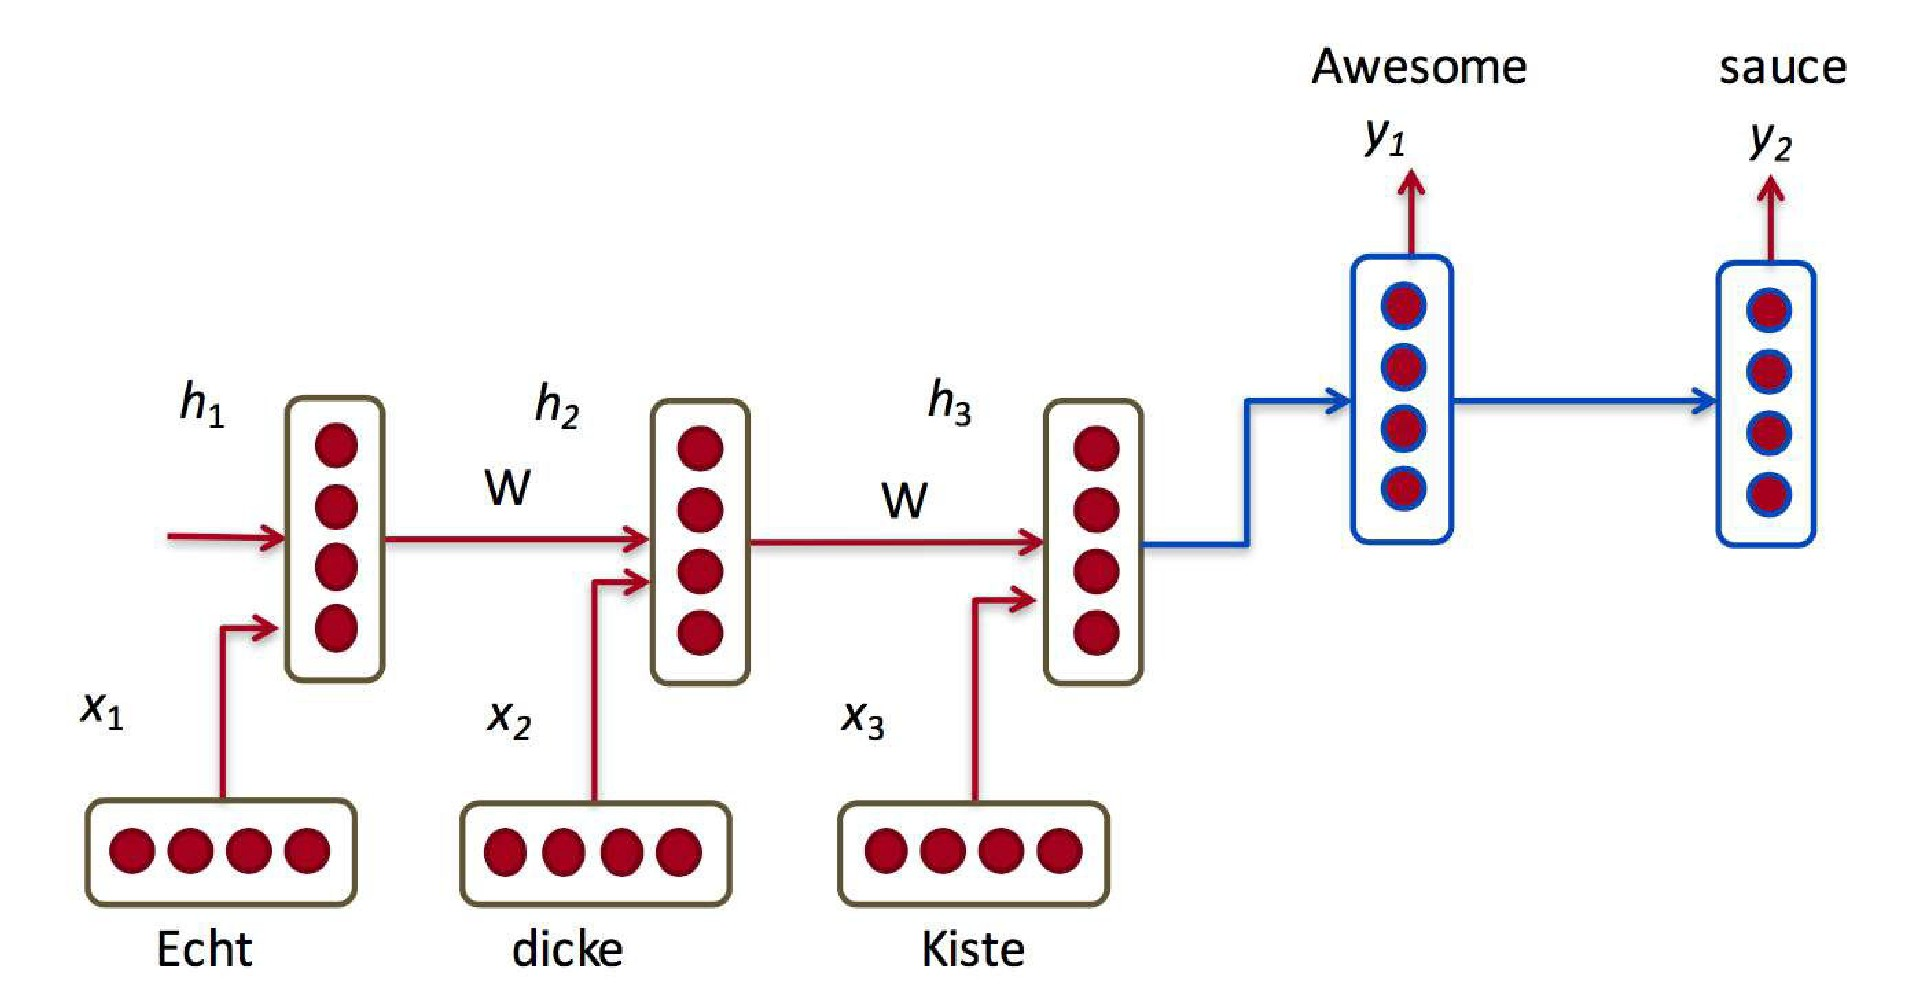 Awesome sauce
y1 y2
h1 h2 h3
W W
x1 x2 x3
Echt dicke Kiste